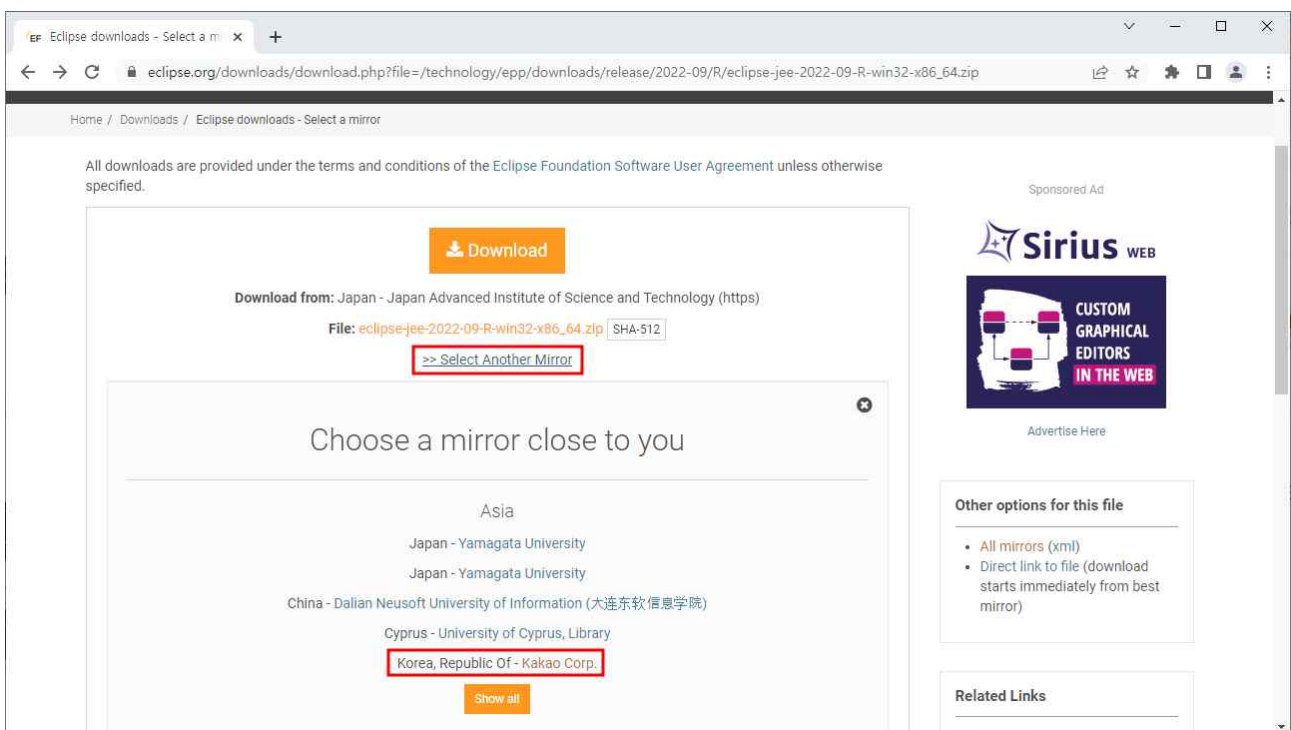 EF Eclipse downloads - Select a m
eclipse.org/downloads/download.php?file=/technology/epp/downloads/release/2022-09/R/eclipse-jee-2022-09-R-win32-x86_64.zip
Home / Downloads / Eclipse downloads - Select a mirror
All downloads are provided under the terms and conditions of the Eclipse Foundation Software User Agreement unless otherwise
specified.
Download
Download from: Japan - Japan Advanced Institute of Science and Technology (https)
File: eclipse-jee-2022-09-R-win32-x86_64.zip SHA-512
>> Select Another Mirror
Choose a mirror close to you
Asia
Japan - Yamagata University
Japan - Yamagata University
China - Dalian Neusoft University of Information (大连东软信息学院)
Cyprus - University of Cyprus, Library
Korea, Republic Of - Kakao Corp.
Show all
Sponsored Ad
Sirius WEB
CUSTOM
GRAPHICAL
EDITORS
IN THE WEB
Advertise Here
Other options for this file
• All mirrors (xml)
• Direct link to file (download
starts immediately from best
mirror)
Related Links